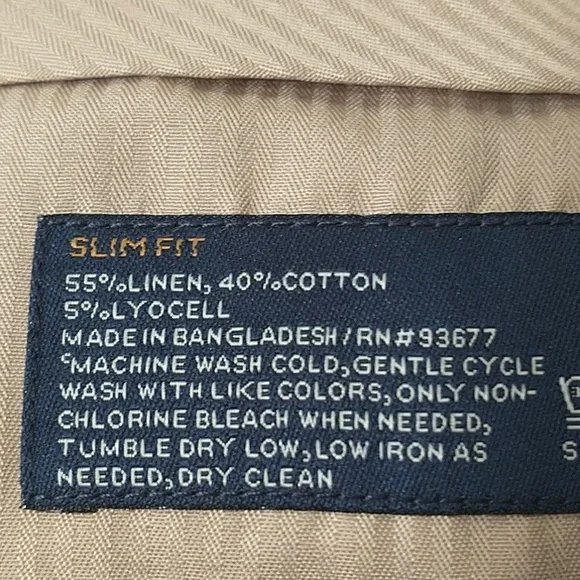 SLIM FIT
55%LINEN, 40%COTTON
5%LYOCELL
MADE IN BANGLADESH/RN#93677
MACHINE WASH COLD,GENTLE CYCLE
WASH WITH LIKE COLORS, ONLY NON-
CHLORINE BLEACH WHEN NEEDED,
TUMBLE DRY LOW,LOW IRON AS
NEEDED,DRY CLEAN